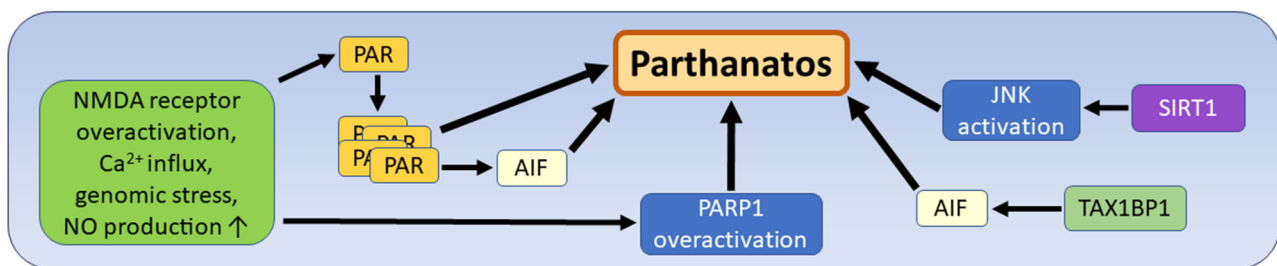 PAR
Parthanatos
NMDA receptor
overactivation,
Ca²⁺ influx,
genomic stress,
NO production ↑
PAR
AIF
JNK
activation
SIRT1
PARP1
overactivation
AIF
TAX1BP1